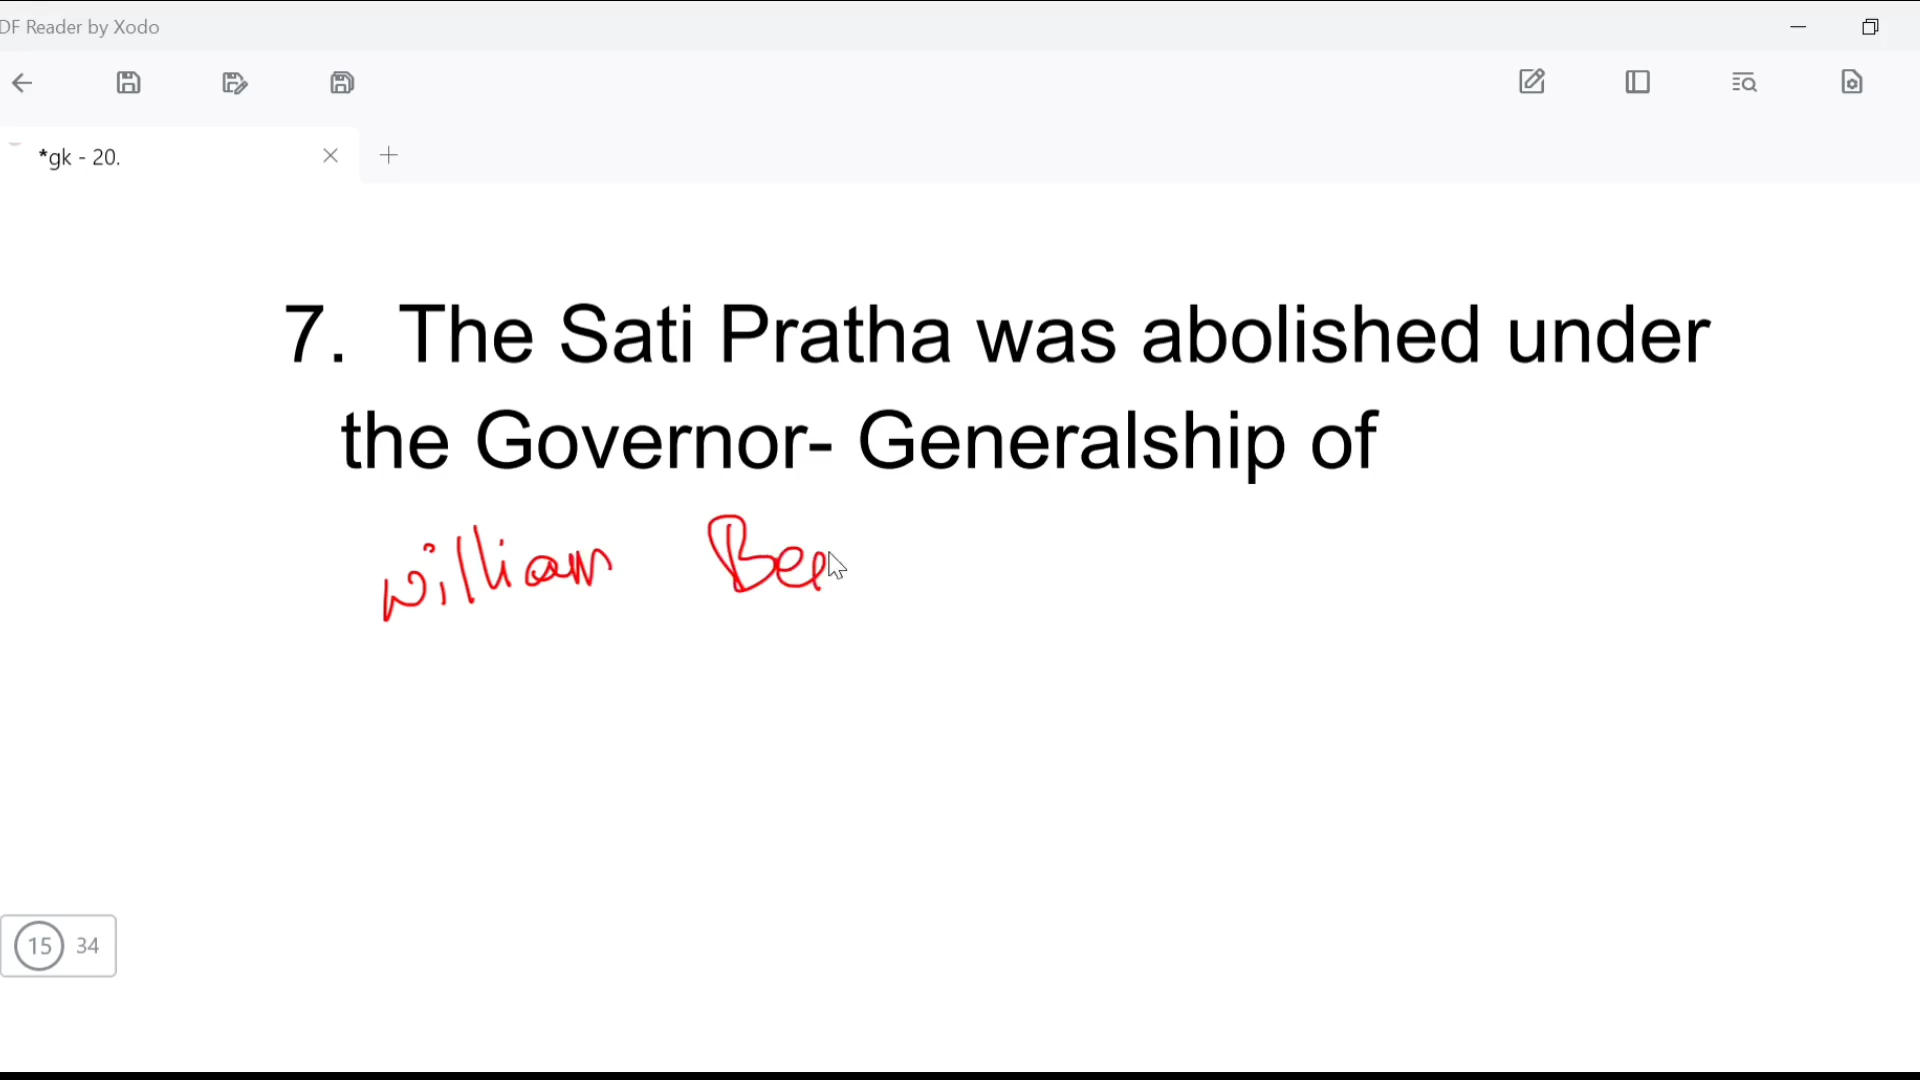 DF Reader by Xodo
*gk - 20.
7. The Sati Pratha was abolished under
the Governor- Generalship of
William Ben
15 34